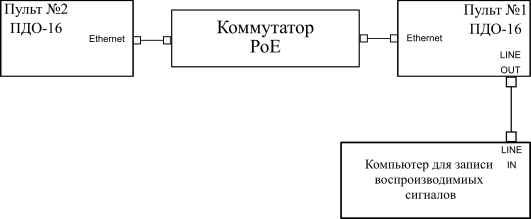 Пульт №2
ПДО-16
Ethernet
Коммутатор
PoE
Пульт №1
ПДО-16
Ethernet
LINE
OUT
LINE
IN
Компьютер для записи
воспроизводимиых
сигналов